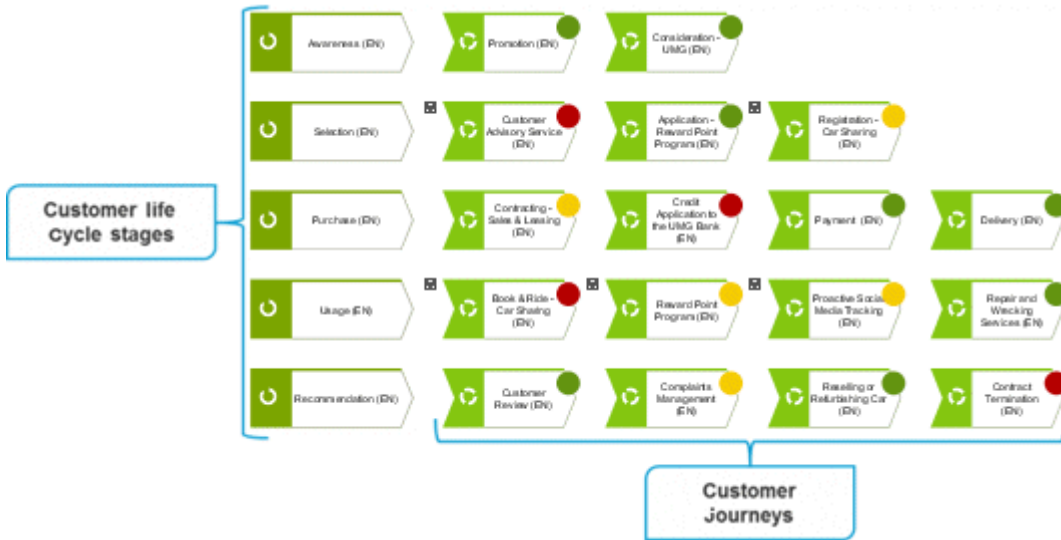 Awareness (EN)
Promotion (EN)
Consideration -
UMG (EN)
Selection (EN)
Customer
Advisory Service
(EN)
Application -
Reward Point
Program (EN)
Registration -
Car Sharing
(EN)
Customer life
Cycle stages
Purchase (EN)
Contracting -
Sales & Leasing
(EN)
Credit
Application to
the UMG Bank
(EN)
Payment (EN)
Delivery (EN)
Usage (EN)
Book & Ride -
Car Sharing
(EN)
Reward Point
Program (EN)
Proactive Social
Media Tracking
(EN)
Repair and
Wrecking
Services (EN)
Recommendation (EN)
Customer
Review (EN)
Complaints
Management
(EN)
Reselling or
Refurbishing Car
(EN)
Contract
Termination
(EN)
Customer
Journeys